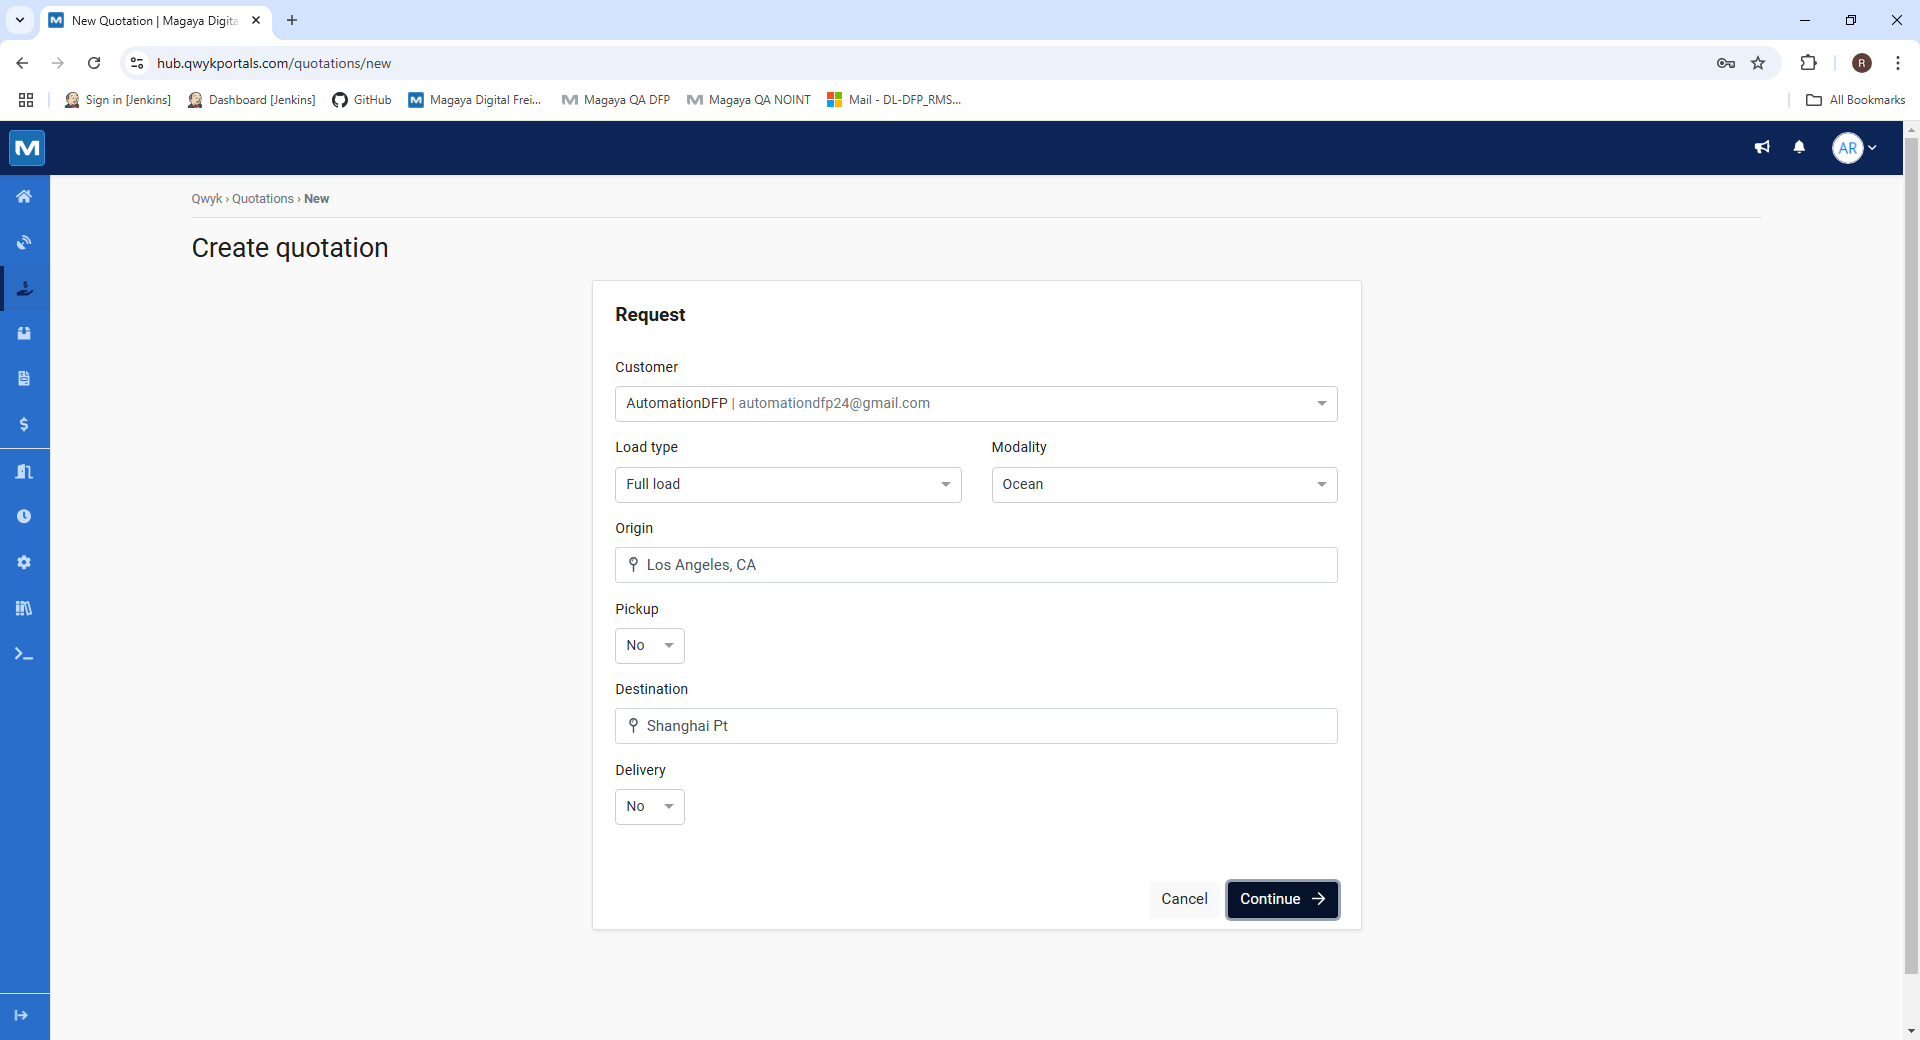 New Quotation | Magaya Digita
hub.qwykportals.com/quotations/new
Sign in [Jenkins]
Dashboard [Jenkins]
GitHub
Magaya Digital Frei...
Magaya QA DFP
Magaya QA NOINT
Mail - DL-DFP_RMS...
All Bookmarks
R
M
AR
Qwyk › Quotations › New
Create quotation
Request
Customer
AutomationDFP | automationdfp24@gmail.com
Load type
Modality
Full load
Ocean
Origin
Los Angeles, CA
Pickup
No
Destination
Shanghai Pt
Delivery
No
Cancel
Continue